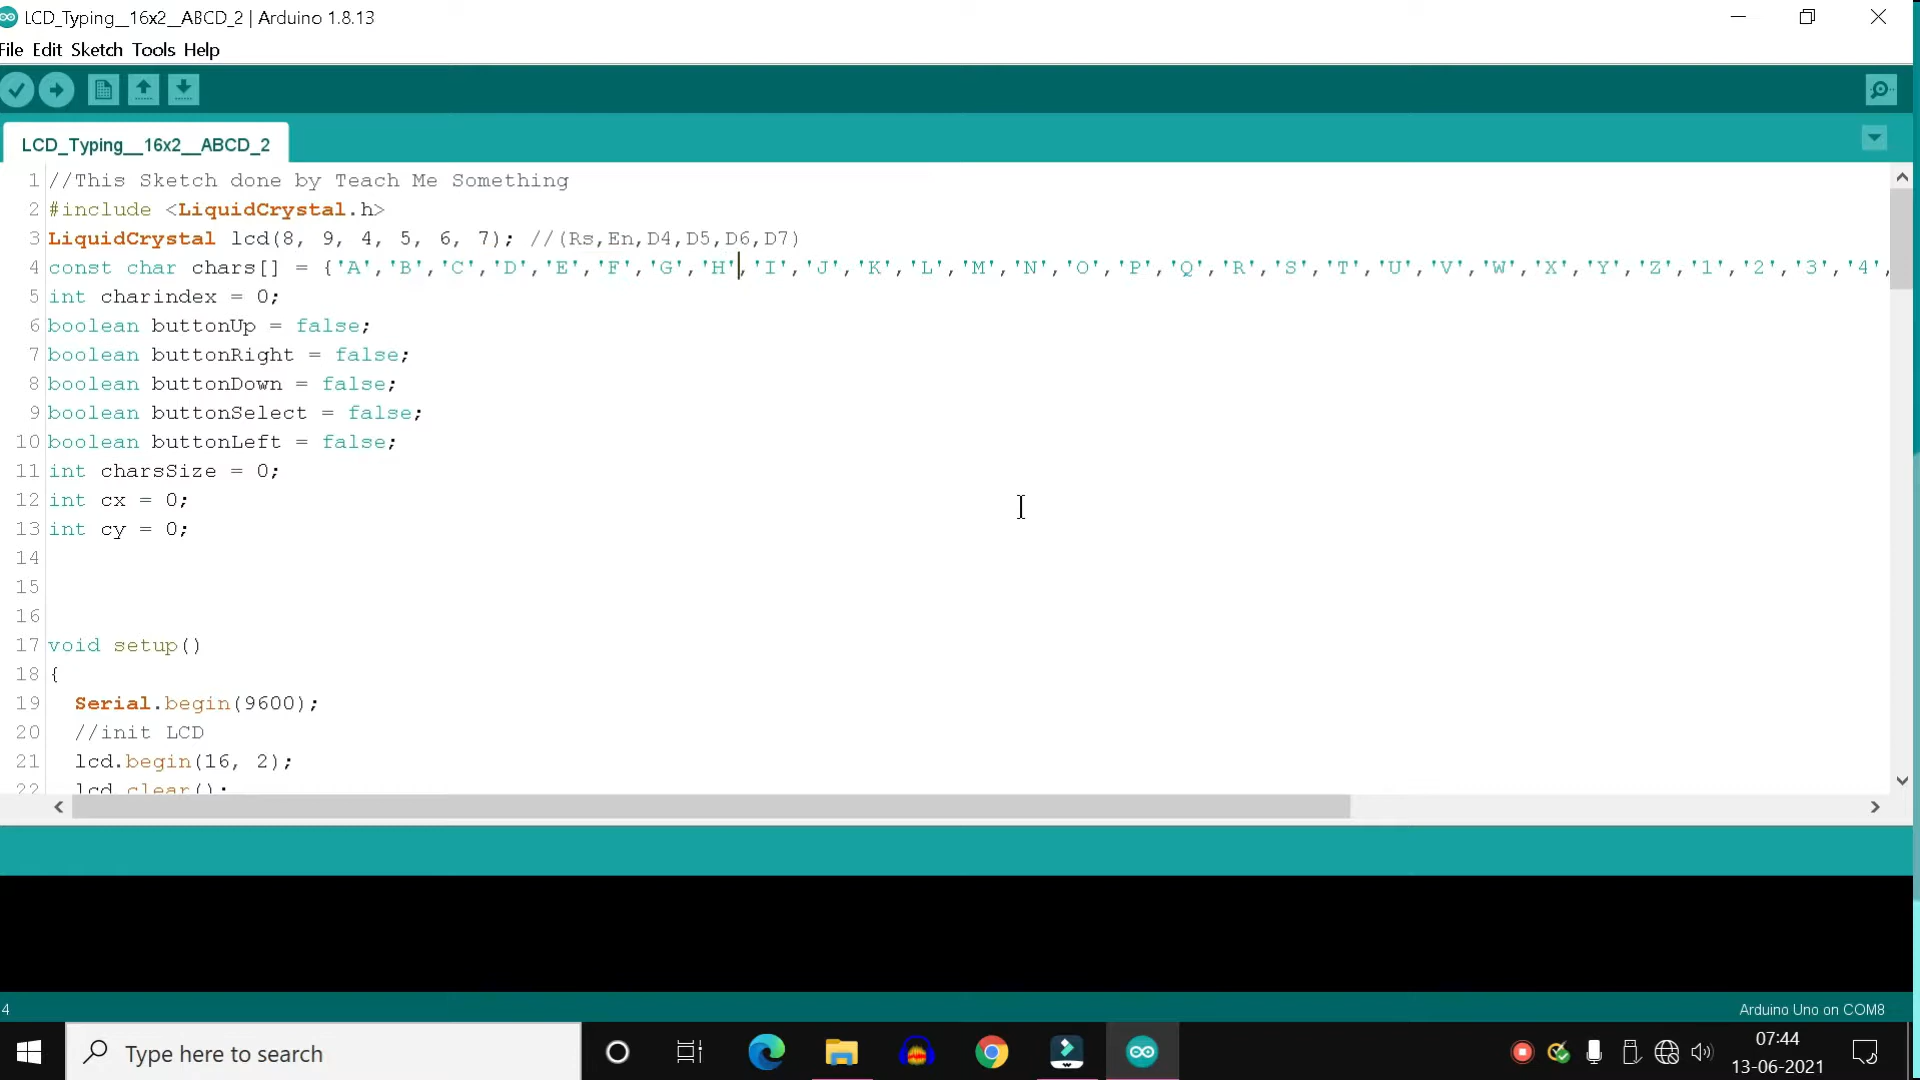 LCD_Typing__16x2__ABCD_2 | Arduino 1.8.13
File Edit Sketch Tools Help
LCD_Typing__16x2__ABCD_2
1 //This Sketch done by Teach Me Something
2 #include <LiquidCrystal.h>
3 LiquidCrystal lcd(8, 9, 4, 5, 6, 7); //(Rs,En,D4,D5,D6,D7)
4 const char chars[] = {'A','B','C','D','E','F','G','H','I','J','K','L','M','N','O','P','Q','R','S','T','U','V','W','X','Y','Z','1','2','3','4',
5 int charindex = 0;
6 boolean buttonUp = false;
7 boolean buttonRight = false;
8 boolean buttonDown = false;
9 boolean buttonSelect = false;
10 boolean buttonLeft = false;
11 int charsSize = 0;
12 int cx = 0;
13 int cy = 0;
14
15
16
17 void setup()
18 {
19 Serial.begin(9600);
20 //init LCD
21 lcd.begin(16, 2);
22 lcd.clear();
4
Arduino Uno on COM8
Type here to search
07:44
13-06-2021